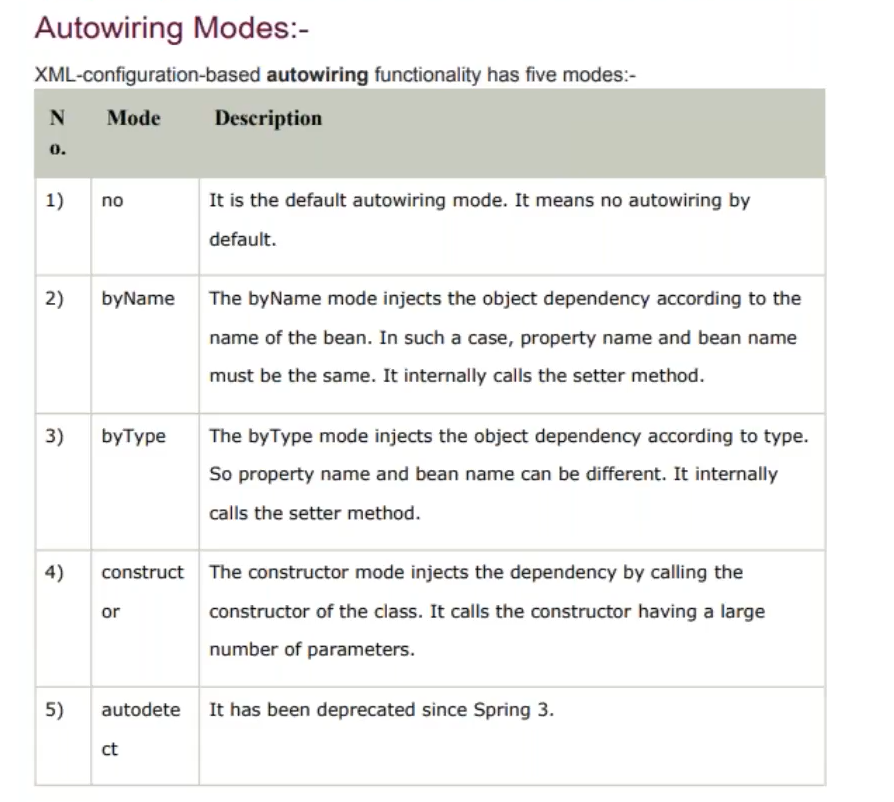 Autowiring Modes:-
XML-configuration-based autowiring functionality has five modes:-
N Mode Description
o.
1) no It is the default autowiring mode. It means no autowiring by
default.
2) byName The byName mode injects the object dependency according to the
name of the bean. In such a case, property name and bean name
must be the same. It internally calls the setter method.
3) byType The byType mode injects the object dependency according to type.
So property name and bean name can be different. It internally
calls the setter method.
4) construct The constructor mode injects the dependency by calling the
or constructor of the class. It calls the constructor having a large
number of parameters.
5) autodete It has been deprecated since Spring 3.
ct